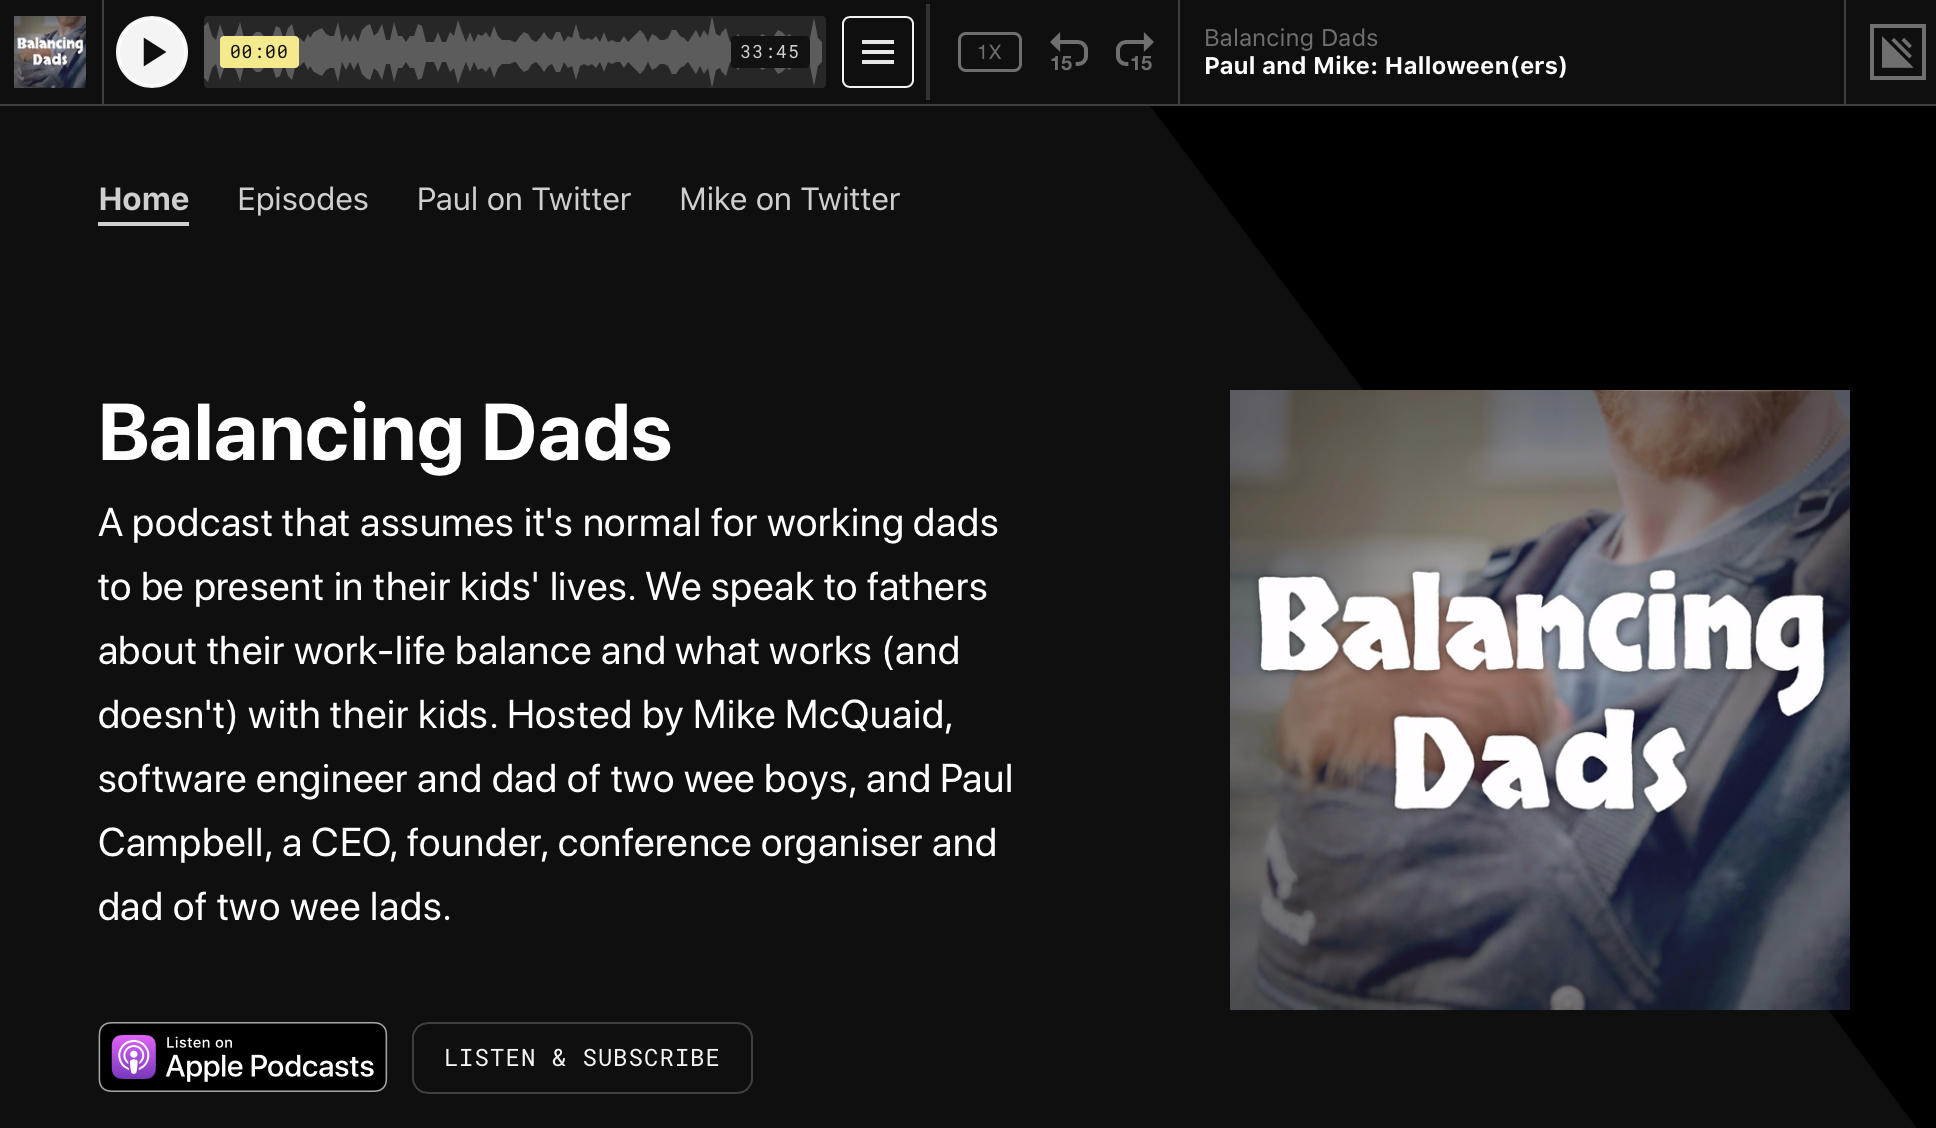 Balancing
Dads
00:00
33:45
1X
15
15
Balancing Dads
Paul and Mike: Halloween(ers)
Home
Episodes
Paul on Twitter
Mike on Twitter
Balancing Dads
A podcast that assumes it's normal for working dads
to be present in their kids' lives. We speak to fathers
about their work-life balance and what works (and
doesn't) with their kids. Hosted by Mike McQuaid,
software engineer and dad of two wee boys, and Paul
Campbell, a CEO, founder, conference organiser and
dad of two wee lads.
Balancing
Dads
Listen on
Apple Podcasts
LISTEN & SUBSCRIBE